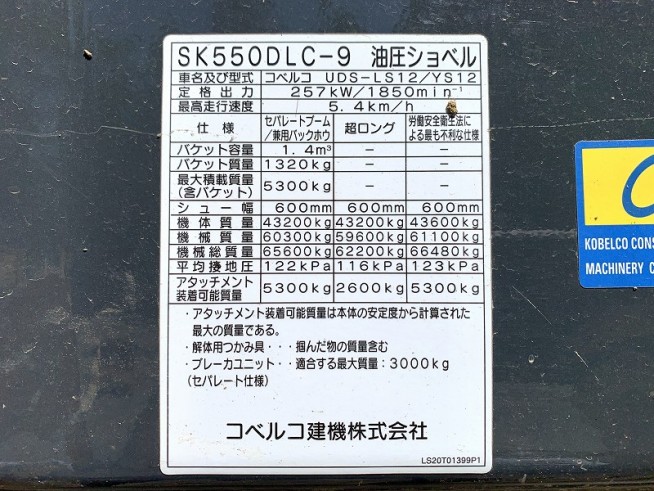 SK550DLC-9 油圧ショベル
車名及び型式 コベルコ UDS-LS12/YS12
定格出力 257kW/1850min⁻¹
最高走行速度 5.4km/h
仕様 セパレートブーム/兼用バックホウ 超ロング 労働安全衛生法による最も不利な仕様
バケット容量 1.4m³ − −
バケット質量 1320kg − −
最大積載質量(含バケット) 5300kg − −
シュー幅 600mm 600mm 600mm
機体質量 43200kg 43200kg 43600kg
機械質量 60300kg 59600kg 61100kg
機械総質量 65600kg 62200kg 66480kg
平均接地圧 122kPa 116kPa 123kPa
アタッチメント装着可能質量 5300kg 2600kg 5300kg
・アタッチメント装着可能質量は本体の安定度から計算された
最大の質量である。
・解体用つかみ具・・・掴んだ物の質量含む
・ブレーカユニット・・適合する最大質量:3000kg
(セパレート仕様)
コベルコ建機株式会社
LS20T01399P1
KOBELCO CONS
MACHINERY C